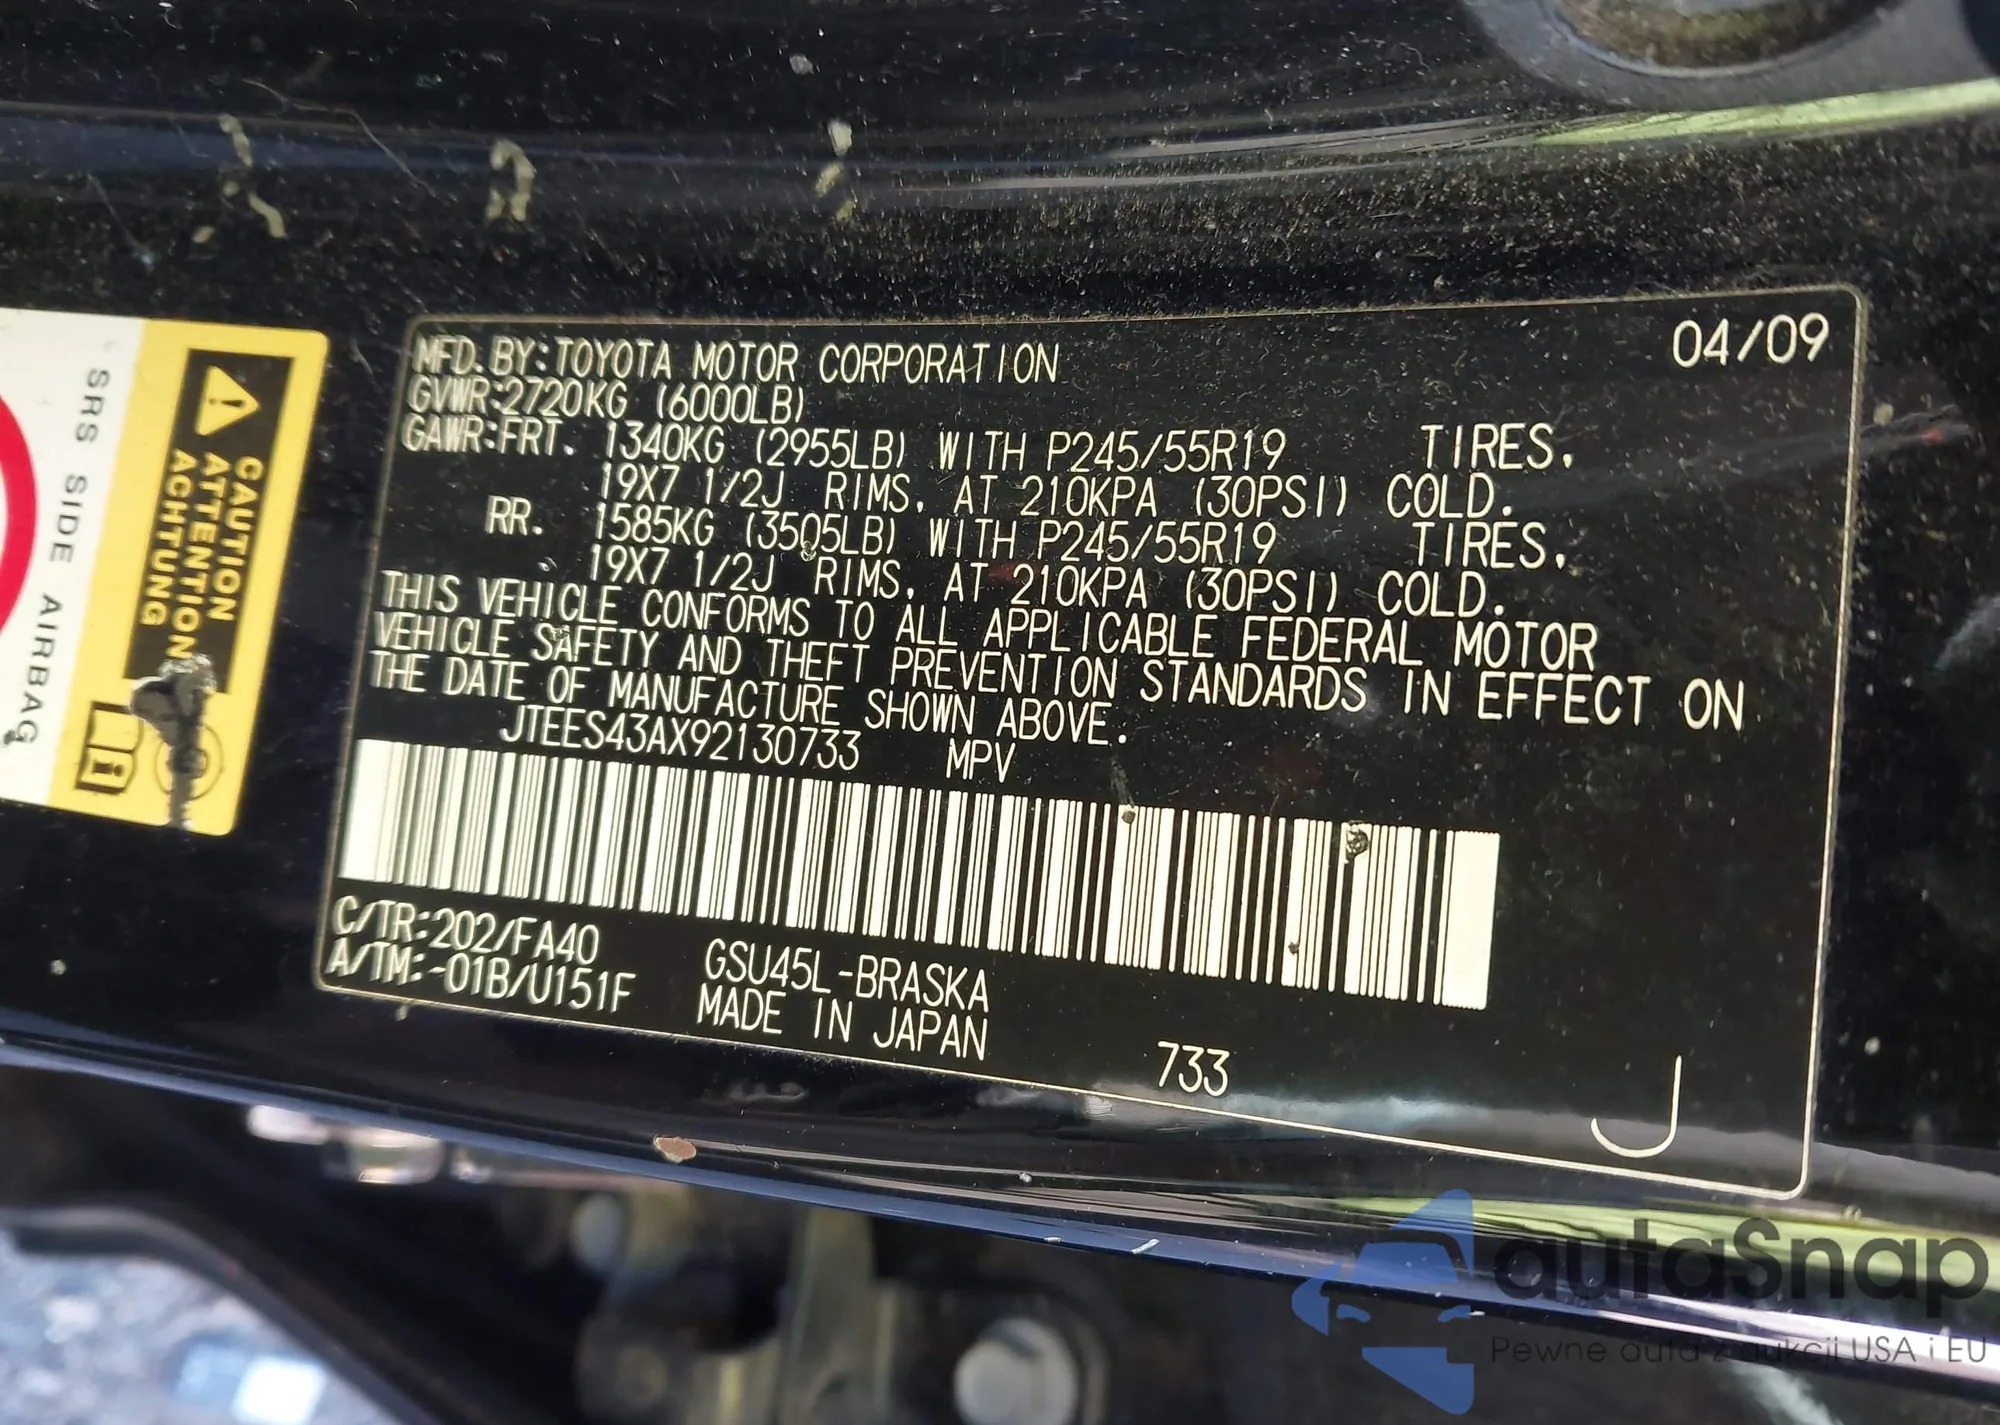 04/09
MFD. BY: TOYOTA MOTOR CORPORATION
GVWR:2720KG (6000LB)
GAWR:FRT. 1340KG (2955LB) WITH P245/55R19 TIRES,
19X7 1/2J RIMS, AT 210KPA (30PSI) COLD.
RR. 1585KG (3505LB) WITH P245/55R19 TIRES,
19X7 1/2J RIMS, AT 210KPA (30PSI) COLD.
THIS VEHICLE CONFORMS TO ALL APPLICABLE FEDERAL MOTOR
VEHICLE SAFETY AND THEFT PREVENTION STANDARDS IN EFFECT ON
THE DATE OF MANUFACTURE SHOWN ABOVE.
JTEES43AX92130733 MPV
C/TR:202/FA40
A/TM:-01B/U151F
GSU45L-BRASKA
MADE IN JAPAN
733
J
CAUTION
ATTENTION
ACHTUNG
SRS SIDE AIRBAG
autaSnap
Pewne auta z aukcji USA i EU